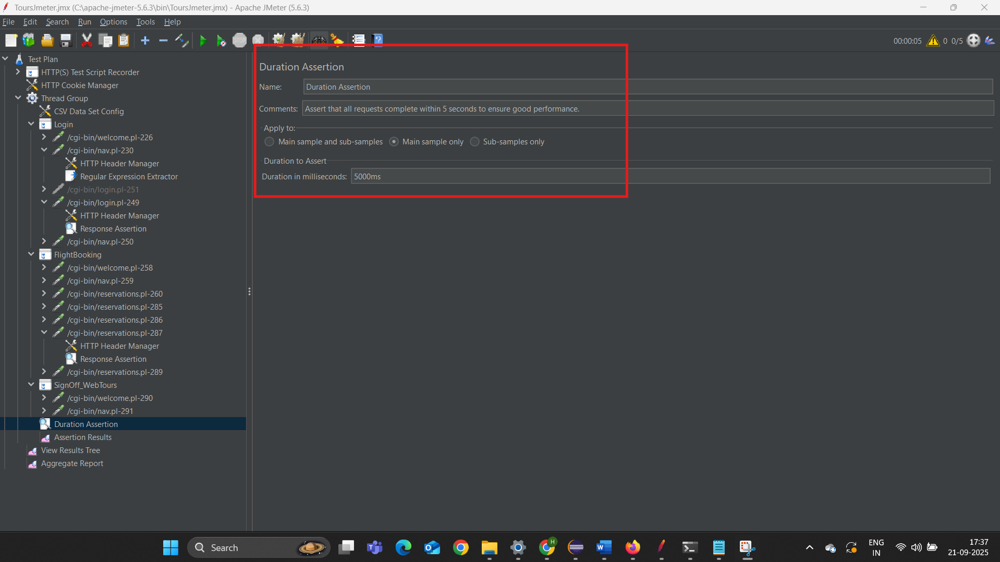 ToursJmeter.jmx (C:\apache-jmeter-5.6.3\bin\ToursJmeter.jmx) - Apache JMeter (5.6.3)
File Edit Search Run Options Tools Help
STOP
00:00:05 0 0/5
Test Plan
HTTP(S) Test Script Recorder
HTTP Cookie Manager
Thread Group
CSV Data Set Config
Login
/cgi-bin/welcome.pl-226
/cgi-bin/nav.pl-230
HTTP Header Manager
Regular Expression Extractor
/cgi-bin/login.pl-251
/cgi-bin/login.pl-249
HTTP Header Manager
Response Assertion
/cgi-bin/nav.pl-250
FlightBooking
/cgi-bin/welcome.pl-258
/cgi-bin/nav.pl-259
/cgi-bin/reservations.pl-260
/cgi-bin/reservations.pl-285
/cgi-bin/reservations.pl-286
/cgi-bin/reservations.pl-287
HTTP Header Manager
Response Assertion
/cgi-bin/reservations.pl-289
SignOff_WebTours
/cgi-bin/welcome.pl-290
/cgi-bin/nav.pl-291
Duration Assertion
Assertion Results
View Results Tree
Aggregate Report
Duration Assertion
Name: Duration Assertion
Comments: Assert that all requests complete within 5 seconds to ensure good performance.
Apply to:
Main sample and sub-samples Main sample only Sub-samples only
Duration to Assert
Duration in milliseconds: 5000ms
Search
H
ENG
IN
17:37
21-09-2025